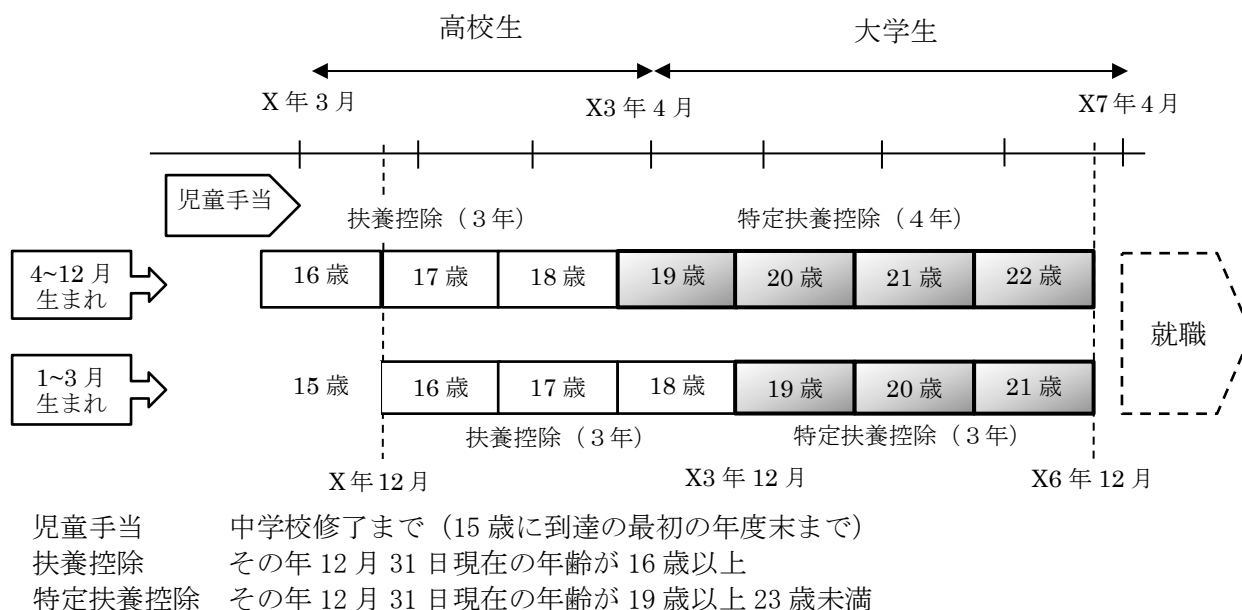 高校生 大学生
X 年 3 月 X3 年 4 月 X7 年 4 月
児童手当
扶養控除（３年） 特定扶養控除（４年）
4~12 月
生まれ
16 歳 17 歳 18 歳 19 歳 20 歳 21 歳 22 歳
就職
1~3 月
生まれ
15 歳 16 歳 17 歳 18 歳 19 歳 20 歳 21 歳
扶養控除（３年） 特定扶養控除（３年）
X 年 12 月 X3 年 12 月 X6 年 12 月
児童手当 中学校修了まで（15 歳に到達の最初の年度末まで）
扶養控除 その年 12 月 31 日現在の年齢が 16 歳以上
特定扶養控除 その年 12 月 31 日現在の年齢が 19 歳以上 23 歳未満